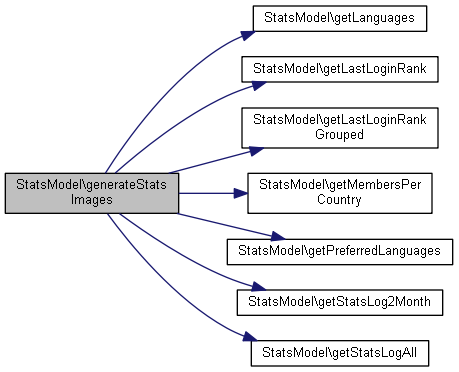 StatsModel\getLanguages
StatsModel\getLastLoginRank
StatsModel\getLastLoginRank
Grouped
StatsModel\generateStats
Images
StatsModel\getMembersPer
Country
StatsModel\getPreferredLanguages
StatsModel\getStatsLog2Month
StatsModel\getStatsLogAll